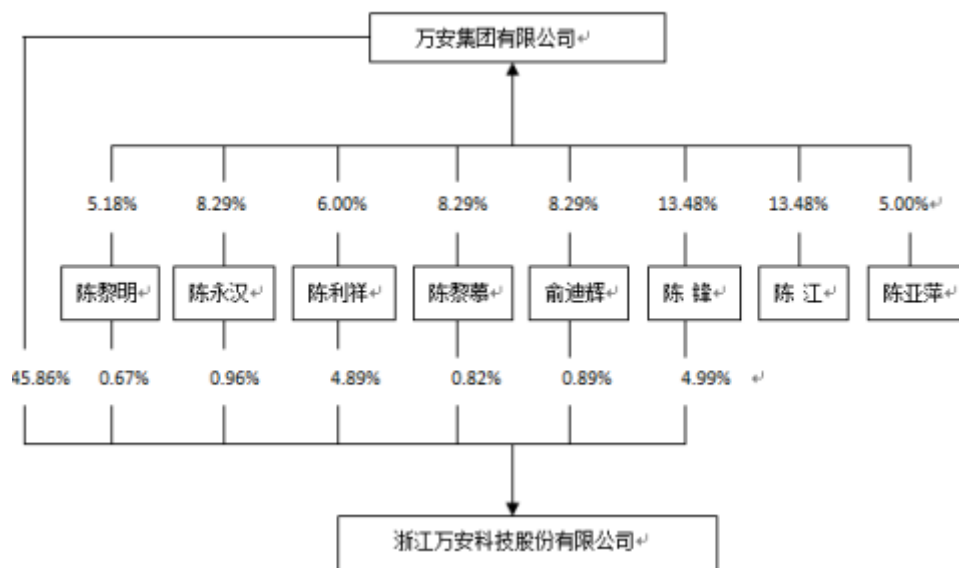 万安集团有限公司
5.18% 8.29% 6.00% 8.29% 8.29% 13.48% 13.48% 5.00%
陈黎明 陈永汉 陈利祥 陈黎慕 俞迪辉 陈 锋 陈 江 陈亚萍
45.86% 0.67% 0.96% 4.89% 0.82% 0.89% 4.99%
浙江万安科技股份有限公司